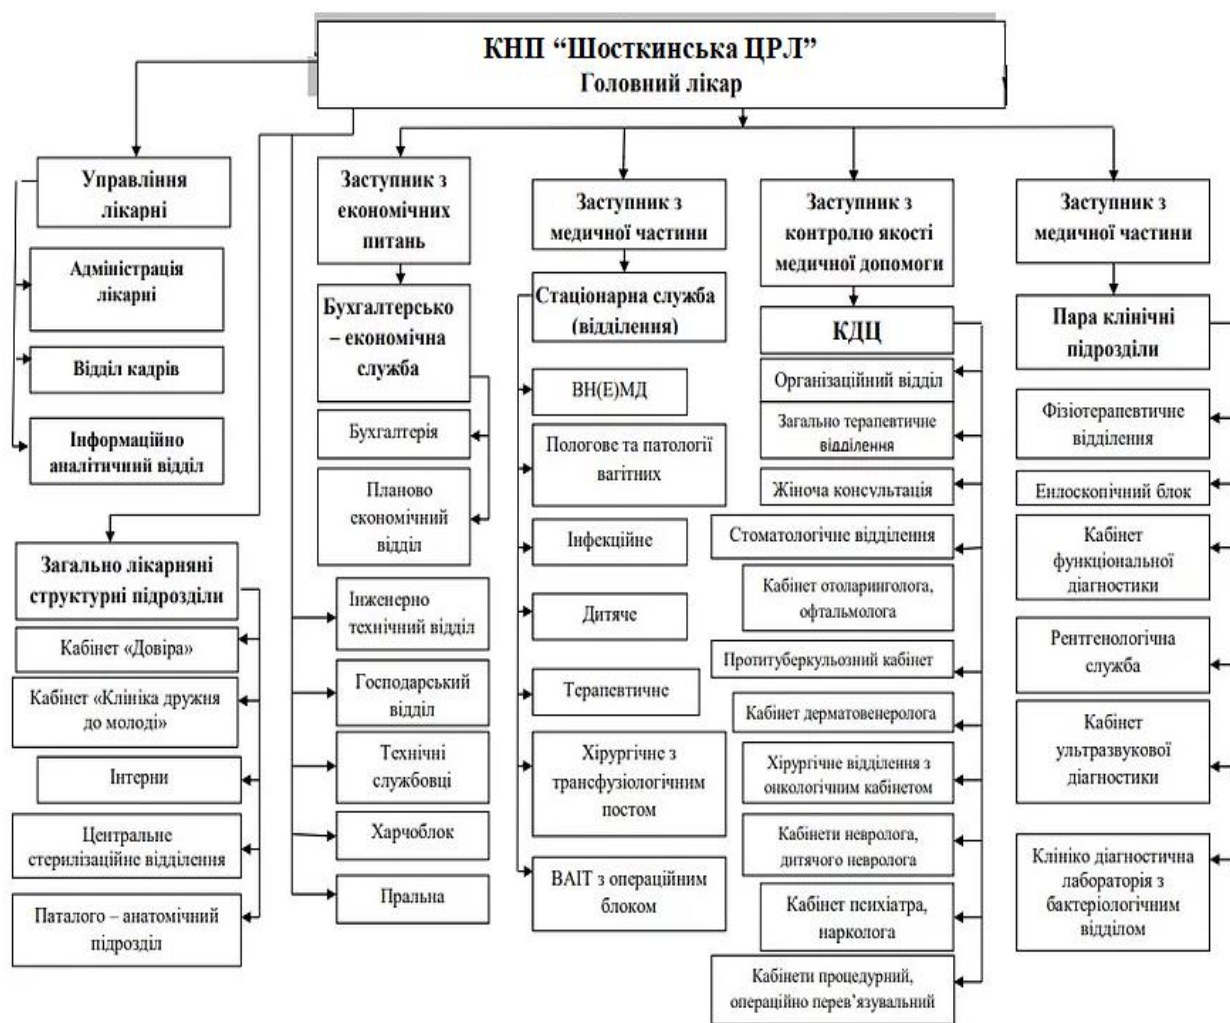 КНП “Шосткинська ЦРЛ”
Головний лікар
Управління
лікарні
Адміністрація
лікарні
Відділ кадрів
Інформаційно
аналітичний відділ
Загально лікарняні
структурні підрозділи
Кабінет «Довіра»
Кабінет «Клініка дружня
до молоді»
Інтерни
Центральне
стерилізаційне відділення
Паталого – анатомічний
підрозділ
Заступник з
економічних
питань
Бухгалтерсько
– економічна
служба
Бухгалтерія
Планово
економічний
відділ
Інженерно
технічний відділ
Господарський
відділ
Технічні
службовці
Харчоблок
Пральна
Заступник з
медичної частини
Стаціонарна служба
(відділення)
ВН(Е)МД
Пологове та патології
вагітних
Інфекційне
Дитяче
Терапевтичне
Хірургічне з
трансфузіологічним
постом
ВАІТ з операційним
блоком
Заступник з
контролю якості
медичної допомоги
КДЦ
Організаційний відділ
Загально терапевтичне
відділення
Жіноча консультація
Стоматологічне відділення
Кабінет отоларинголога,
офтальмолога
Протитуберкульозний кабінет
Кабінет дерматовенеролога
Хірургічне відділення з
онкологічним кабінетом
Кабінети невролога,
дитячого невролога
Кабінет психіатра,
нарколога
Кабінети процедурний,
операційно перев’язувальний
Заступник з
медичної частини
Пара клінічні
підрозділи
Фізіотерапевтичне
відділення
Ендоскопічний блок
Кабінет
функціональної
діагностики
Рентгенологічна
служба
Кабінет
ультразвукової
діагностики
Клініко діагностична
лабораторія з
бактеріологічним
відділом